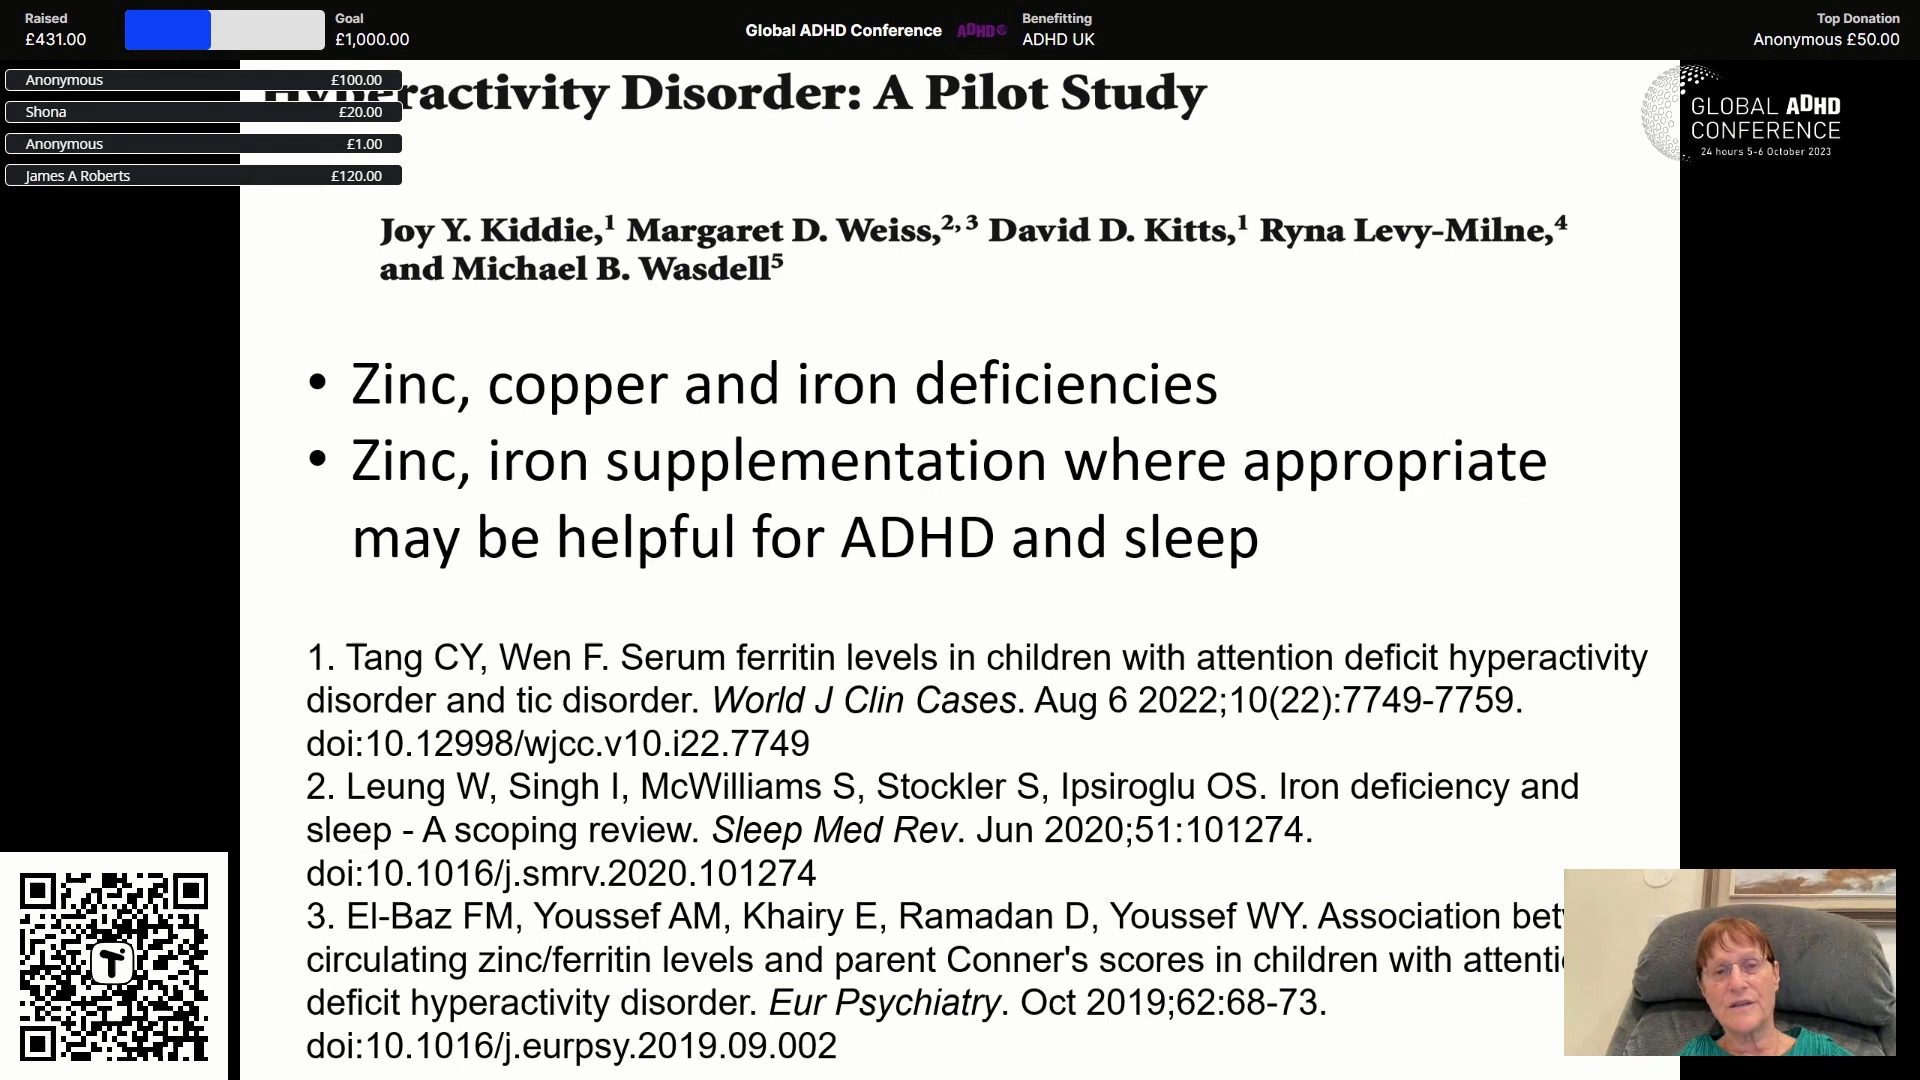 Raised
£431.00
Goal
£1,000.00
Global ADHD Conference
ADHD
Benefitting
ADHD UK
Top Donation
Anonymous £50.00
Anonymous £100.00
Shona £20.00
Anonymous £1.00
James A Roberts £120.00
Hyperactivity Disorder: A Pilot Study
GLOBAL ADHD
CONFERENCE
24 hours 5-6 October 2023
Joy Y. Kiddie,1 Margaret D. Weiss,2,3 David D. Kitts,1 Ryna Levy-Milne,4
and Michael B. Wasdell5
• Zinc, copper and iron deficiencies
• Zinc, iron supplementation where appropriate
may be helpful for ADHD and sleep
1. Tang CY, Wen F. Serum ferritin levels in children with attention deficit hyperactivity
disorder and tic disorder. World J Clin Cases. Aug 6 2022;10(22):7749-7759.
doi:10.12998/wjcc.v10.i22.7749
2. Leung W, Singh I, McWilliams S, Stockler S, Ipsiroglu OS. Iron deficiency and
sleep - A scoping review. Sleep Med Rev. Jun 2020;51:101274.
doi:10.1016/j.smrv.2020.101274
3. El-Baz FM, Youssef AM, Khairy E, Ramadan D, Youssef WY. Association
circulating zinc/ferritin levels and parent Conner's scores in children with
deficit hyperactivity disorder. Eur Psychiatry. Oct 2019;62:68-73.
doi:10.1016/j.eurpsy.2019.09.002